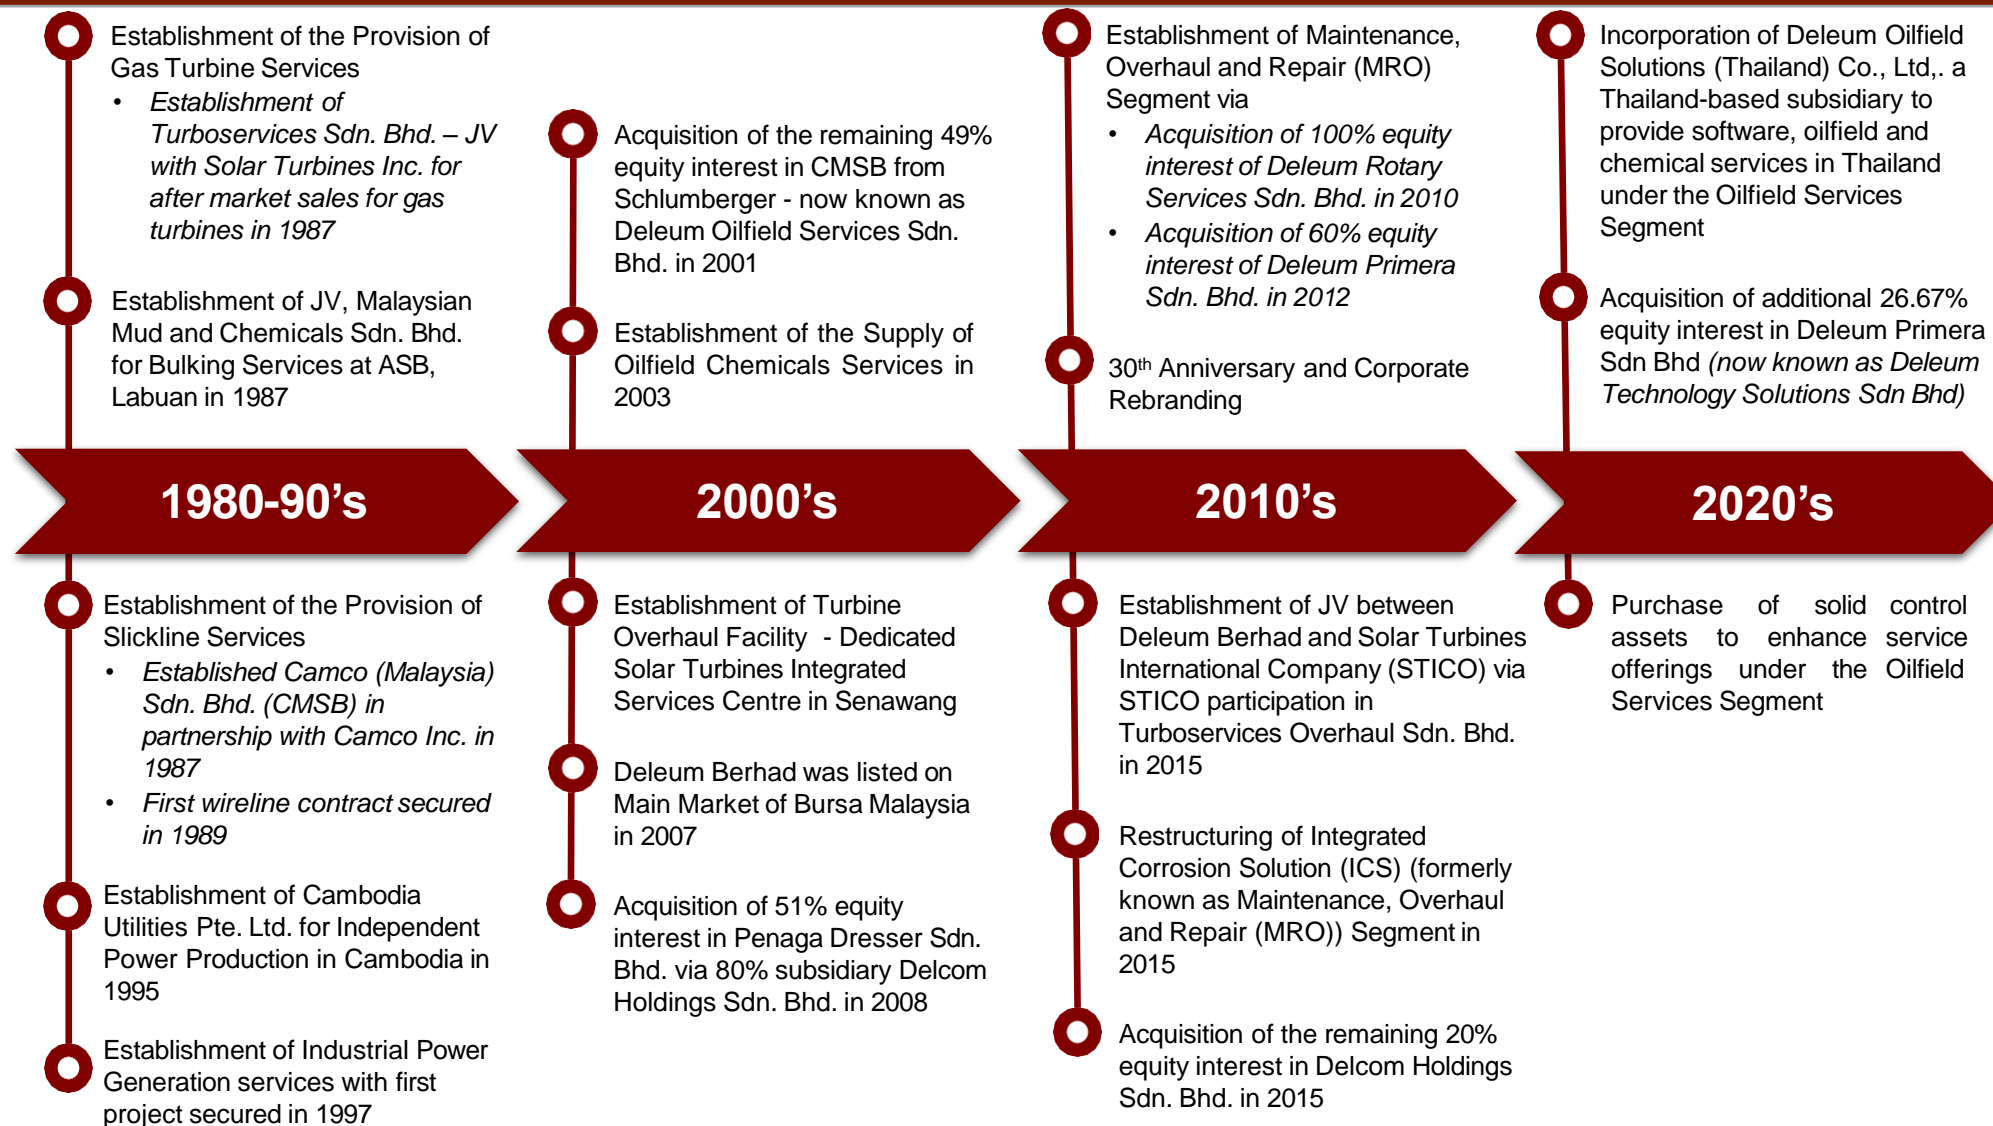 Establishment of the Provision of
Gas Turbine Services
• Establishment of
Turboservices Sdn. Bhd. – JV
with Solar Turbines Inc. for
after market sales for gas
turbines in 1987
Establishment of JV, Malaysian
Mud and Chemicals Sdn. Bhd.
for Bulking Services at ASB,
Labuan in 1987
Acquisition of the remaining 49%
equity interest in CMSB from
Schlumberger - now known as
Deleum Oilfield Services Sdn.
Bhd. in 2001
Establishment of the Supply of
Oilfield Chemicals Services in
2003
Establishment of Maintenance,
Overhaul and Repair (MRO)
Segment via
• Acquisition of 100% equity
interest of Deleum Rotary
Services Sdn. Bhd. in 2010
• Acquisition of 60% equity
interest of Deleum Primera
Sdn. Bhd. in 2012
30th Anniversary and Corporate
Rebranding
Incorporation of Deleum Oilfield
Solutions (Thailand) Co., Ltd,. a
Thailand-based subsidiary to
provide software, oilfield and
chemical services in Thailand
under the Oilfield Services
Segment
Acquisition of additional 26.67%
equity interest in Deleum Primera
Sdn Bhd (now known as Deleum
Technology Solutions Sdn Bhd)
1980-90’s
2000’s
2010’s
2020’s
Establishment of the Provision of
Slickline Services
• Established Camco (Malaysia)
Sdn. Bhd. (CMSB) in
partnership with Camco Inc. in
1987
• First wireline contract secured
in 1989
Establishment of Cambodia
Utilities Pte. Ltd. for Independent
Power Production in Cambodia in
1995
Establishment of Industrial Power
Generation services with first
project secured in 1997
Establishment of Turbine
Overhaul Facility - Dedicated
Solar Turbines Integrated
Services Centre in Senawang
Deleum Berhad was listed on
Main Market of Bursa Malaysia
in 2007
Acquisition of 51% equity
interest in Penaga Dresser Sdn.
Bhd. via 80% subsidiary Delcom
Holdings Sdn. Bhd. in 2008
Establishment of JV between
Deleum Berhad and Solar Turbines
International Company (STICO) via
STICO participation in
Turboservices Overhaul Sdn. Bhd.
in 2015
Restructuring of Integrated
Corrosion Solution (ICS) (formerly
known as Maintenance, Overhaul
and Repair (MRO)) Segment in
2015
Acquisition of the remaining 20%
equity interest in Delcom Holdings
Sdn. Bhd. in 2015
Purchase of solid control
assets to enhance service
offerings under the Oilfield
Services Segment